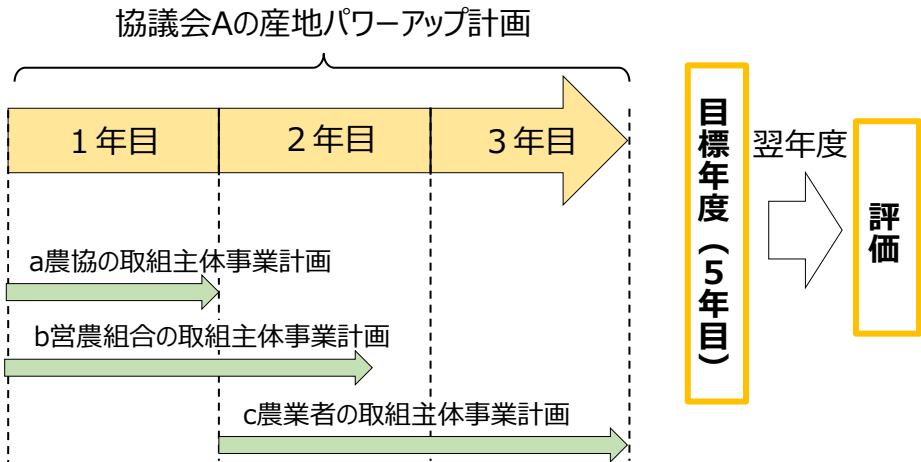 協議会Aの産地パワーアップ計画
１年目
２年目
３年目
a農協の取組主体事業計画
b営農組合の取組主体事業計画
c農業者の取組主体事業計画
目標年度（５年目）
翌年度
評価